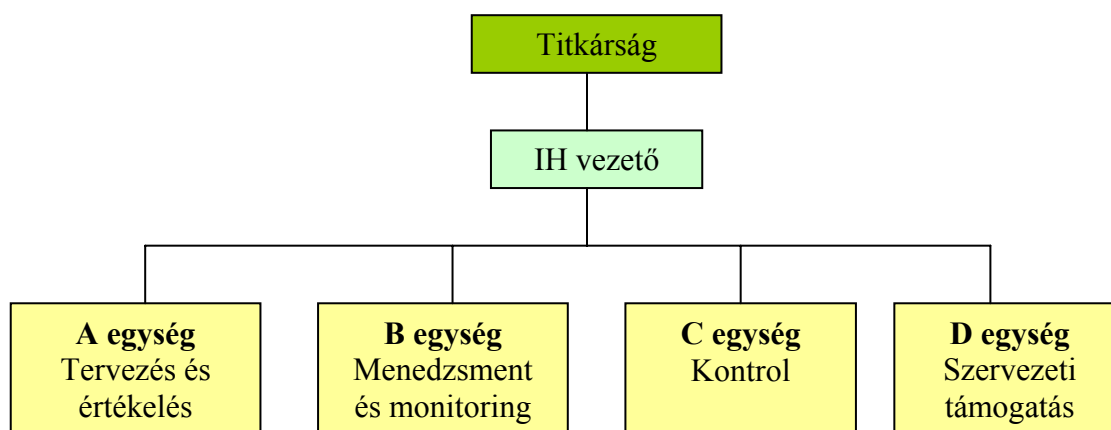 Titkárság
IH vezető
A egység
Tervezés és
értékelés
B egység
Menedzsment
és monitoring
C egység
Kontrol
D egység
Szervezeti
támogatás